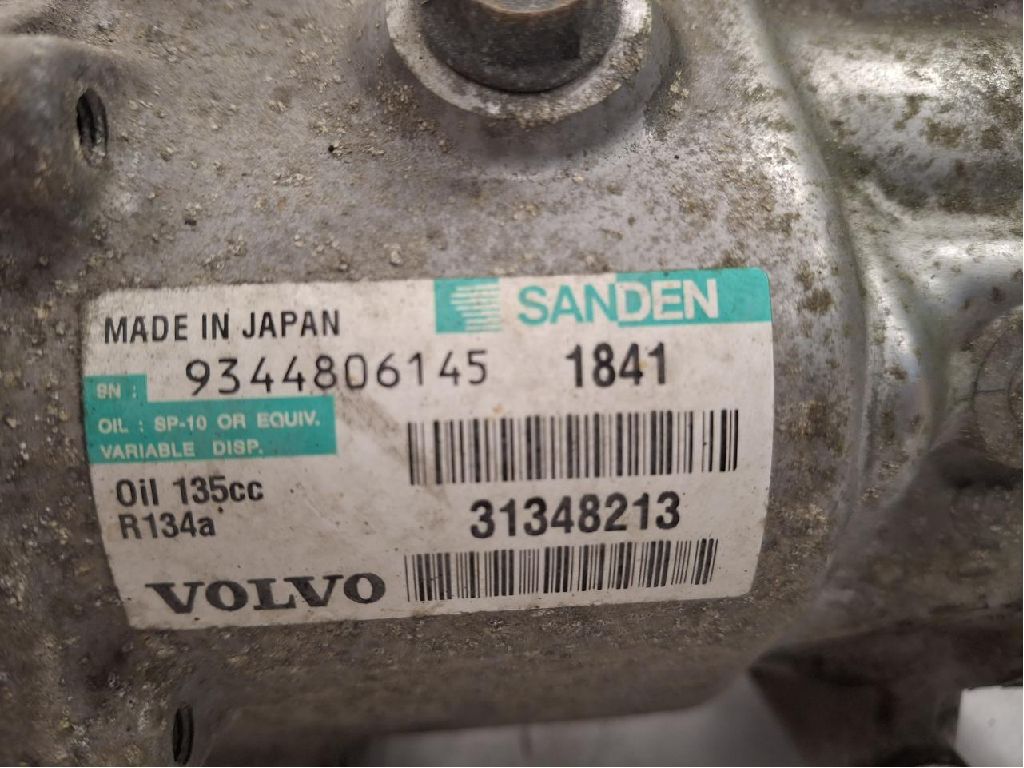 SANDEN
MADE IN JAPAN
SN : 9344806145 1841
OIL : SP-10 OR EQUIV.
VARIABLE DISP.
Oil 135cc
R134a
31348213
VOLVO